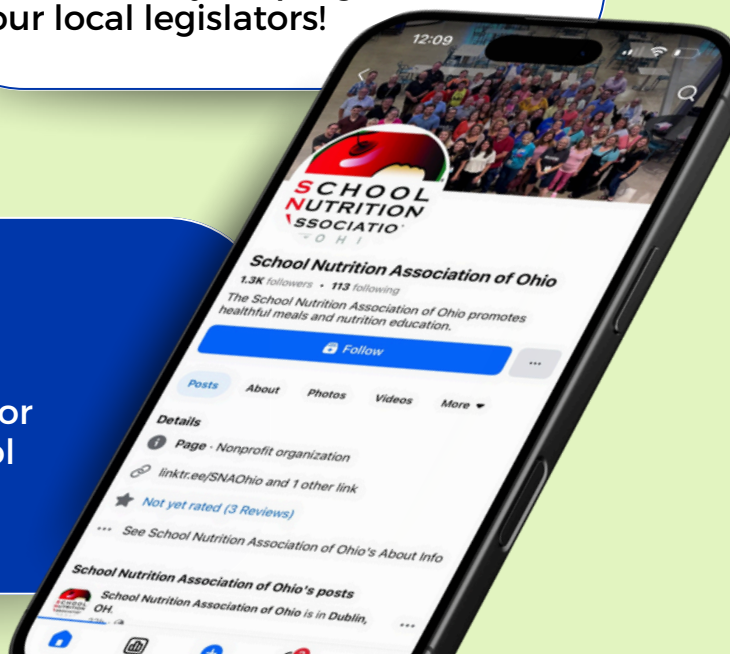 our local legislators!
or
ol
12:09
SCHOOL
NUTRITION
ASSOCIATIO
OHI
School Nutrition Association of Ohio
1.3K followers • 113 following
The School Nutrition Association of Ohio promotes
healthful meals and nutrition education.
Follow
...
Posts About Photos Videos More
Details
Page · Nonprofit organization
linktr.ee/SNAOhio and 1 other link
Not yet rated (3 Reviews)
... See School Nutrition Association of Ohio's About Info
School Nutrition Association of Ohio's posts
School Nutrition Association of Ohio is in Dublin,
OH.
...